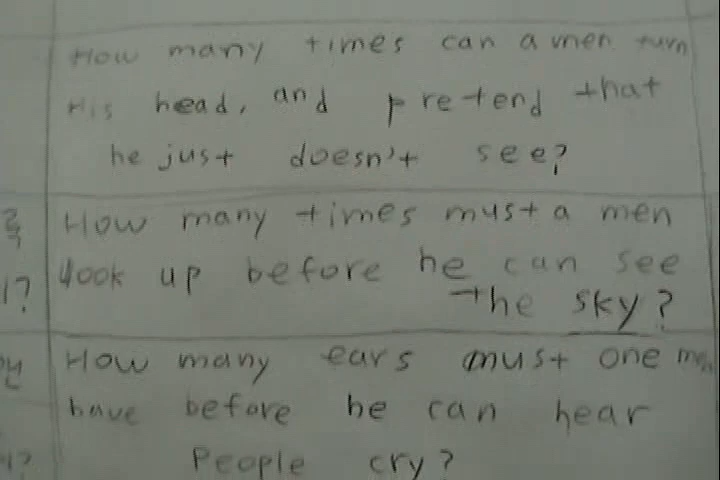 How many times can a men turn
His head, and pretend that
he just doesn't see?
How many times must a men
look up before he can see
the sky?
How many ears must one men
have before he can hear
People cry?